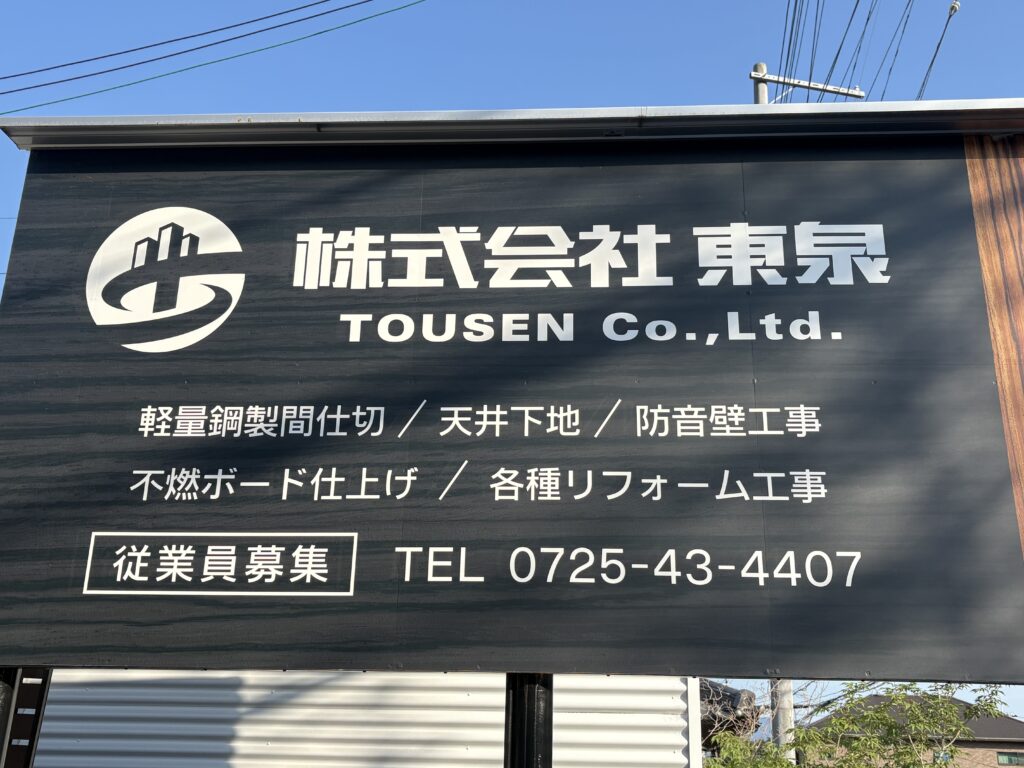 株式会社 東泉
TOUSEN Co.,Ltd.
軽量鋼製間仕切 ／ 天井下地 ／ 防音壁工事
不燃ボード仕上げ ／ 各種リフォーム工事
従業員募集 TEL 0725-43-4407